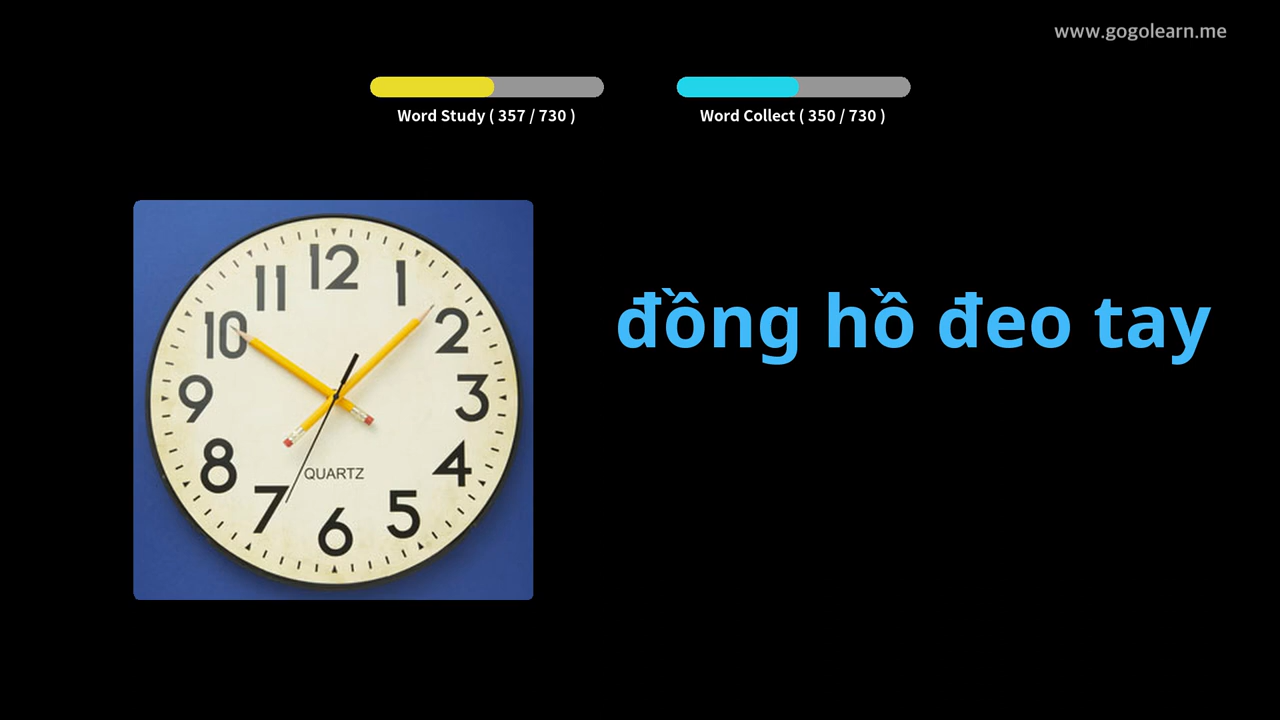 www.gogolearn.me
Word Study ( 357 / 730 )
Word Collect ( 350 / 730 )
12
11
1
10
2
9
3
8
4
QUARTZ
7
5
6
đồng hồ đeo tay